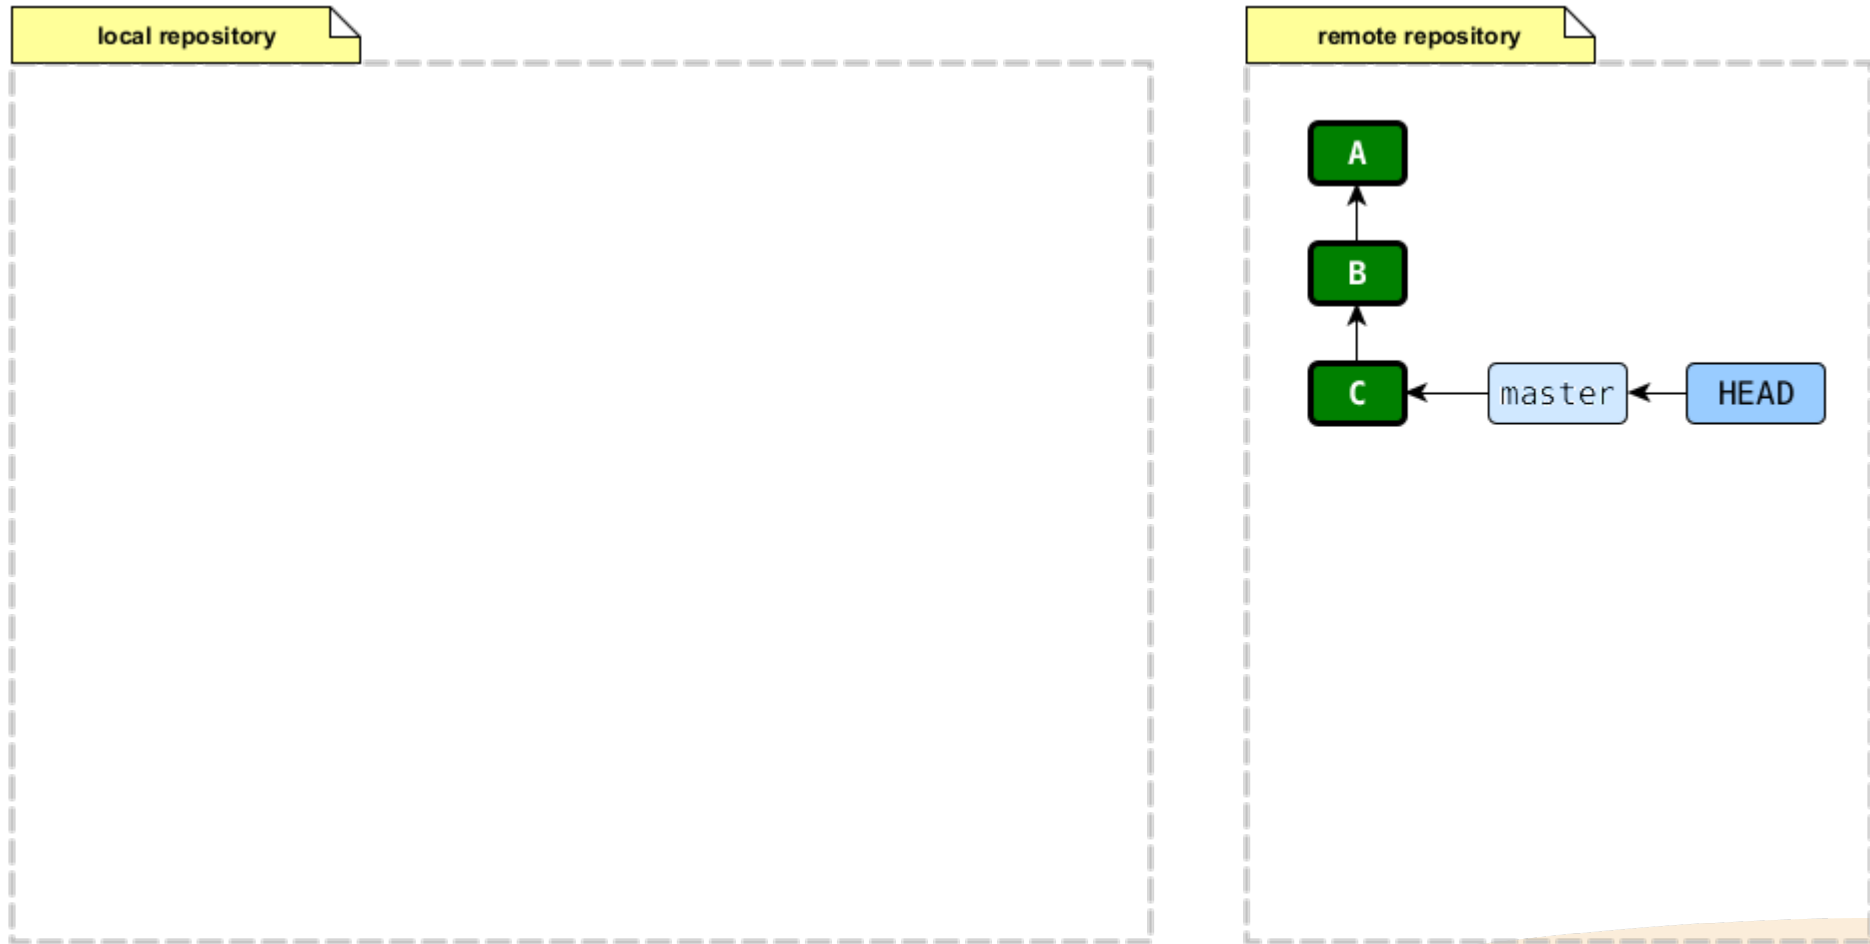 local repository
remote repository
A
B
C
master
HEAD